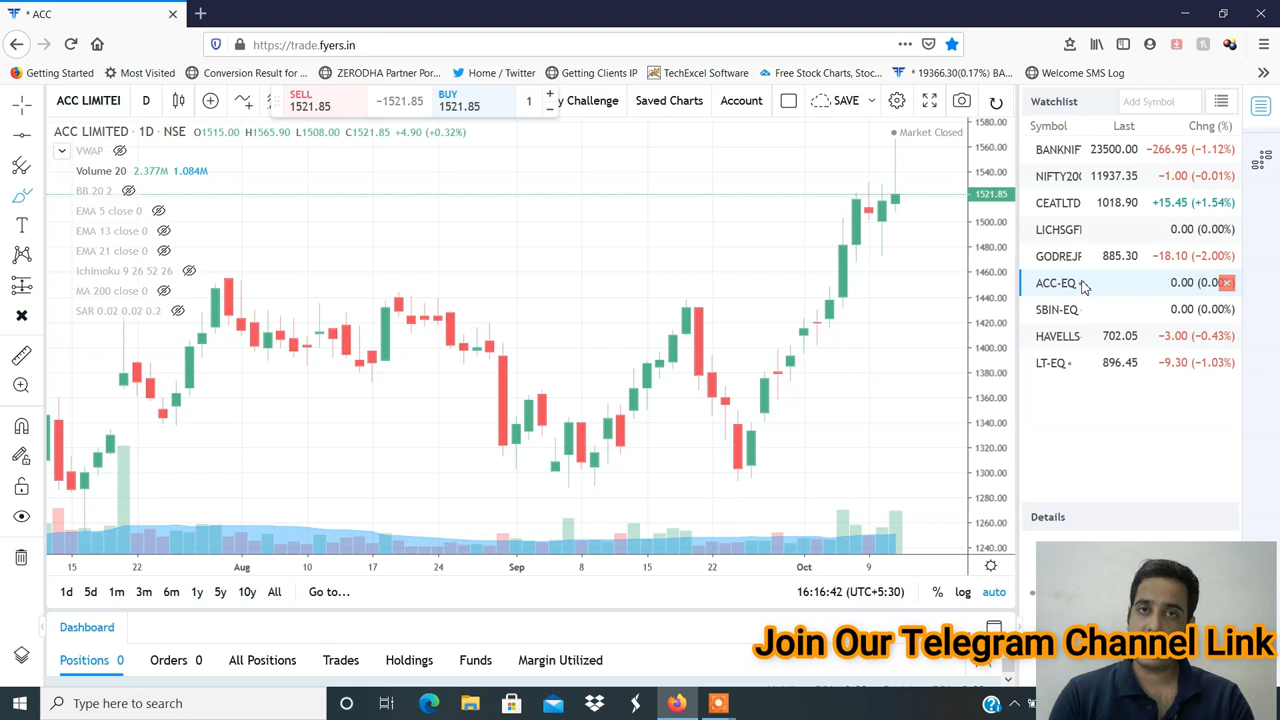 * ACC
https://trade.fyers.in
Getting Started
Most Visited
Conversion Result for ...
ZERODHA Partner Por...
Home / Twitter
Getting Clients IP
TechExcel Software
Free Stock Charts, Stoc...
* 19366.30(0.17%) BA...
Welcome SMS Log
ACC LIMITEI
D
SELL
1521.85
−1521.85
BUY
1521.85
1
y Challenge
Saved Charts
Account
SAVE
Watchlist
Add Symbol
ACC LIMITED · 1D · NSE O1515.00 H1565.90 L1508.00 C1521.85 +4.90 (+0.32%)
Market Closed
VWAP
Volume 20 2.377M 1.084M
BB 20 2
EMA 5 close 0
EMA 13 close 0
EMA 21 close 0
Ichimoku 9 26 52 26
MA 200 close 0
SAR 0.02 0.02 0.2
1580.00
1560.00
1540.00
1521.85
1500.00
1480.00
1460.00
1440.00
1420.00
1400.00
1380.00
1360.00
1340.00
1320.00
1300.00
1280.00
1260.00
1240.00
15 22 Aug 10 17 24 Sep 8 15 22 Oct 9
Symbol Last Chng (%)
BANKNIF 23500.00 −266.95 (−1.12%)
NIFTY20 11937.35 −1.00 (−0.01%)
CEATLTD 1018.90 +15.45 (+1.54%)
LICHSGFI 0.00 (0.00%)
GODREJF 885.30 −18.10 (−2.00%)
ACC-EQ 0.00 (0.00
SBIN-EQ 0.00 (0.00%)
HAVELLS 702.05 −3.00 (−0.43%)
LT-EQ 896.45 −9.30 (−1.03%)
Details
1d 5d 1m 3m 6m 1y 5y 10y All Go to...
16:16:42 (UTC+5:30) % log auto
Dashboard
Positions 0 Orders 0 All Positions Trades Holdings Funds Margin Utilized
Join Our Telegram Channel Link
Type here to search